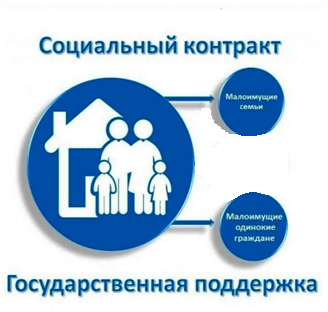 Социальный контракт
Малоимущие
семьи
Малоимущие
одинокие
граждане
Государственная поддержка